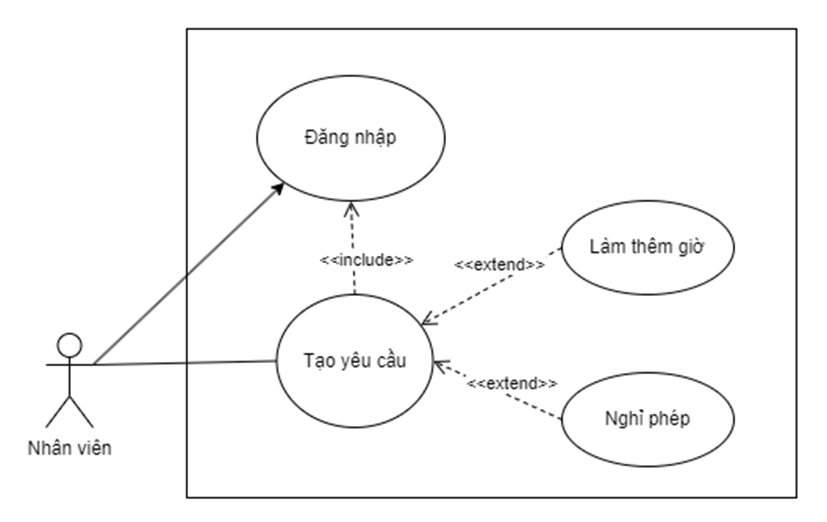 Đăng nhập
<<include>>
Làm thêm giờ
<<extend>>
Tạo yêu cầu
<<extend>>
Nghỉ phép
Nhân viên